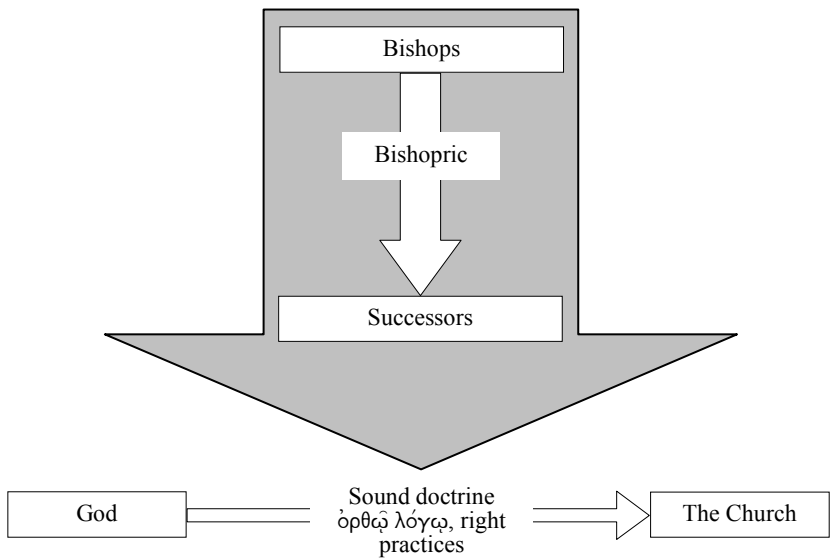 Bishops
Bishopric
Successors
God
Sound doctrine
ὀρθῷ λόγῳ, right
practices
The Church